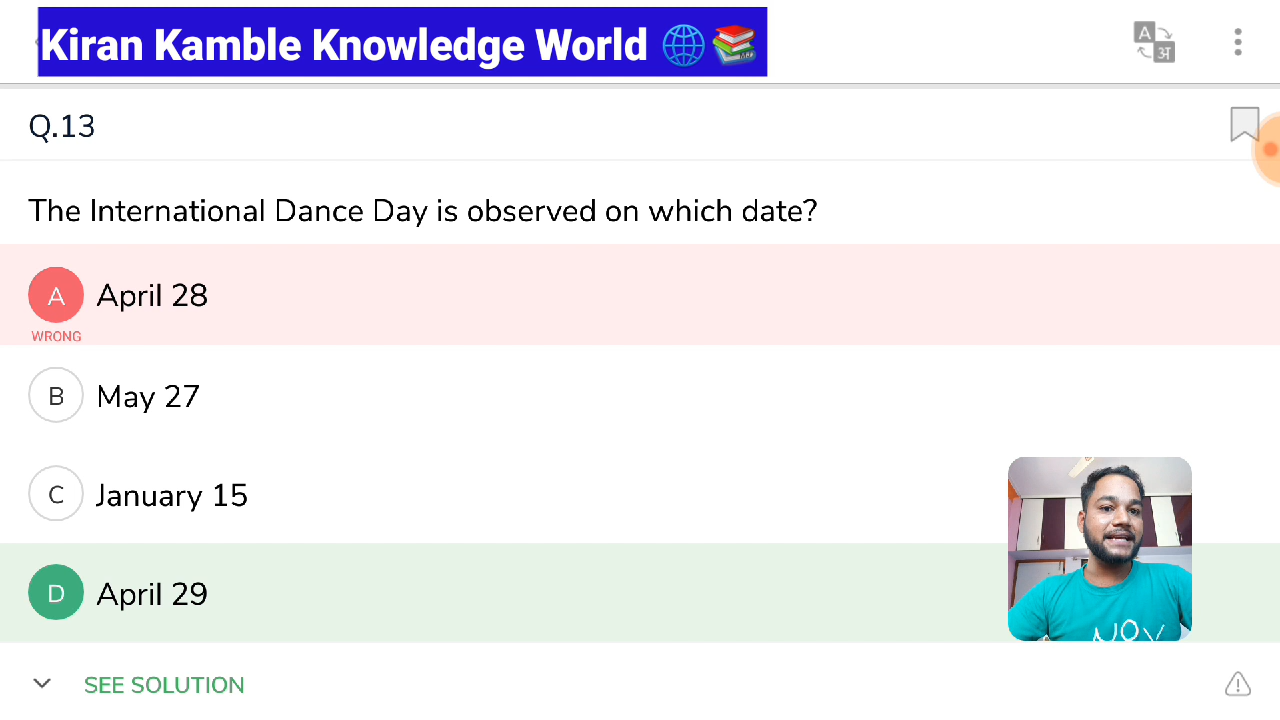 Kiran Kamble Knowledge World 🌐📚
A
अ
Q.13
The International Dance Day is observed on which date?
A April 28
WRONG
B May 27
C January 15
D April 29
SEE SOLUTION